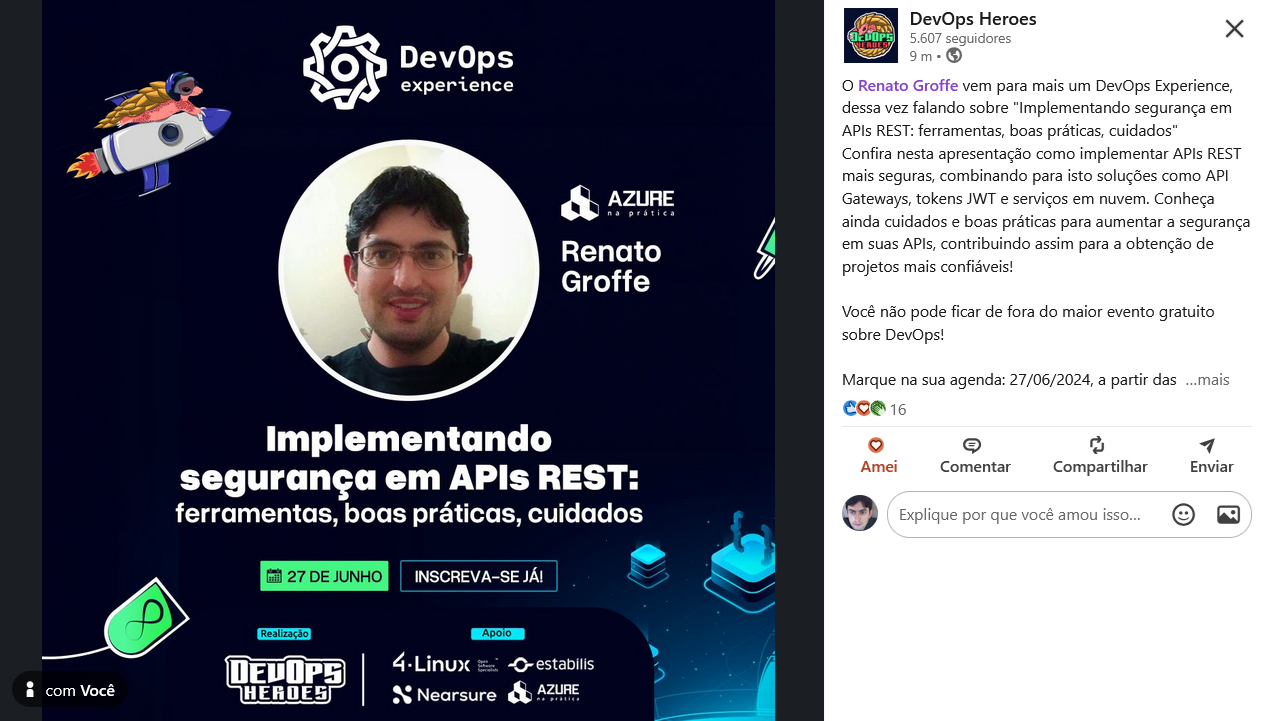 DevOps
experience
AZURE
na prática
Renato
Groffe
Implementando
segurança em APIs REST:
ferramentas, boas práticas, cuidados
27 DE JUNHO
INSCREVA-SE JÁ!
Realização
Apoio
DEVOPS
HEROES
4Linux
Open
Software
Specialists
estabilis
Nearsure
AZURE
na prática
com Você
DEVOPS
HEROES
DevOps Heroes
5.607 seguidores
9 m •
O Renato Groffe vem para mais um DevOps Experience,
dessa vez falando sobre "Implementando segurança em
APIs REST: ferramentas, boas práticas, cuidados"
Confira nesta apresentação como implementar APIs REST
mais seguras, combinando para isto soluções como API
Gateways, tokens JWT e serviços em nuvem. Conheça
ainda cuidados e boas práticas para aumentar a segurança
em suas APIs, contribuindo assim para a obtenção de
projetos mais confiáveis!
Você não pode ficar de fora do maior evento gratuito
sobre DevOps!
Marque na sua agenda: 27/06/2024, a partir das ...mais
16
Amei
Comentar
Compartilhar
Enviar
Explique por que você amou isso...